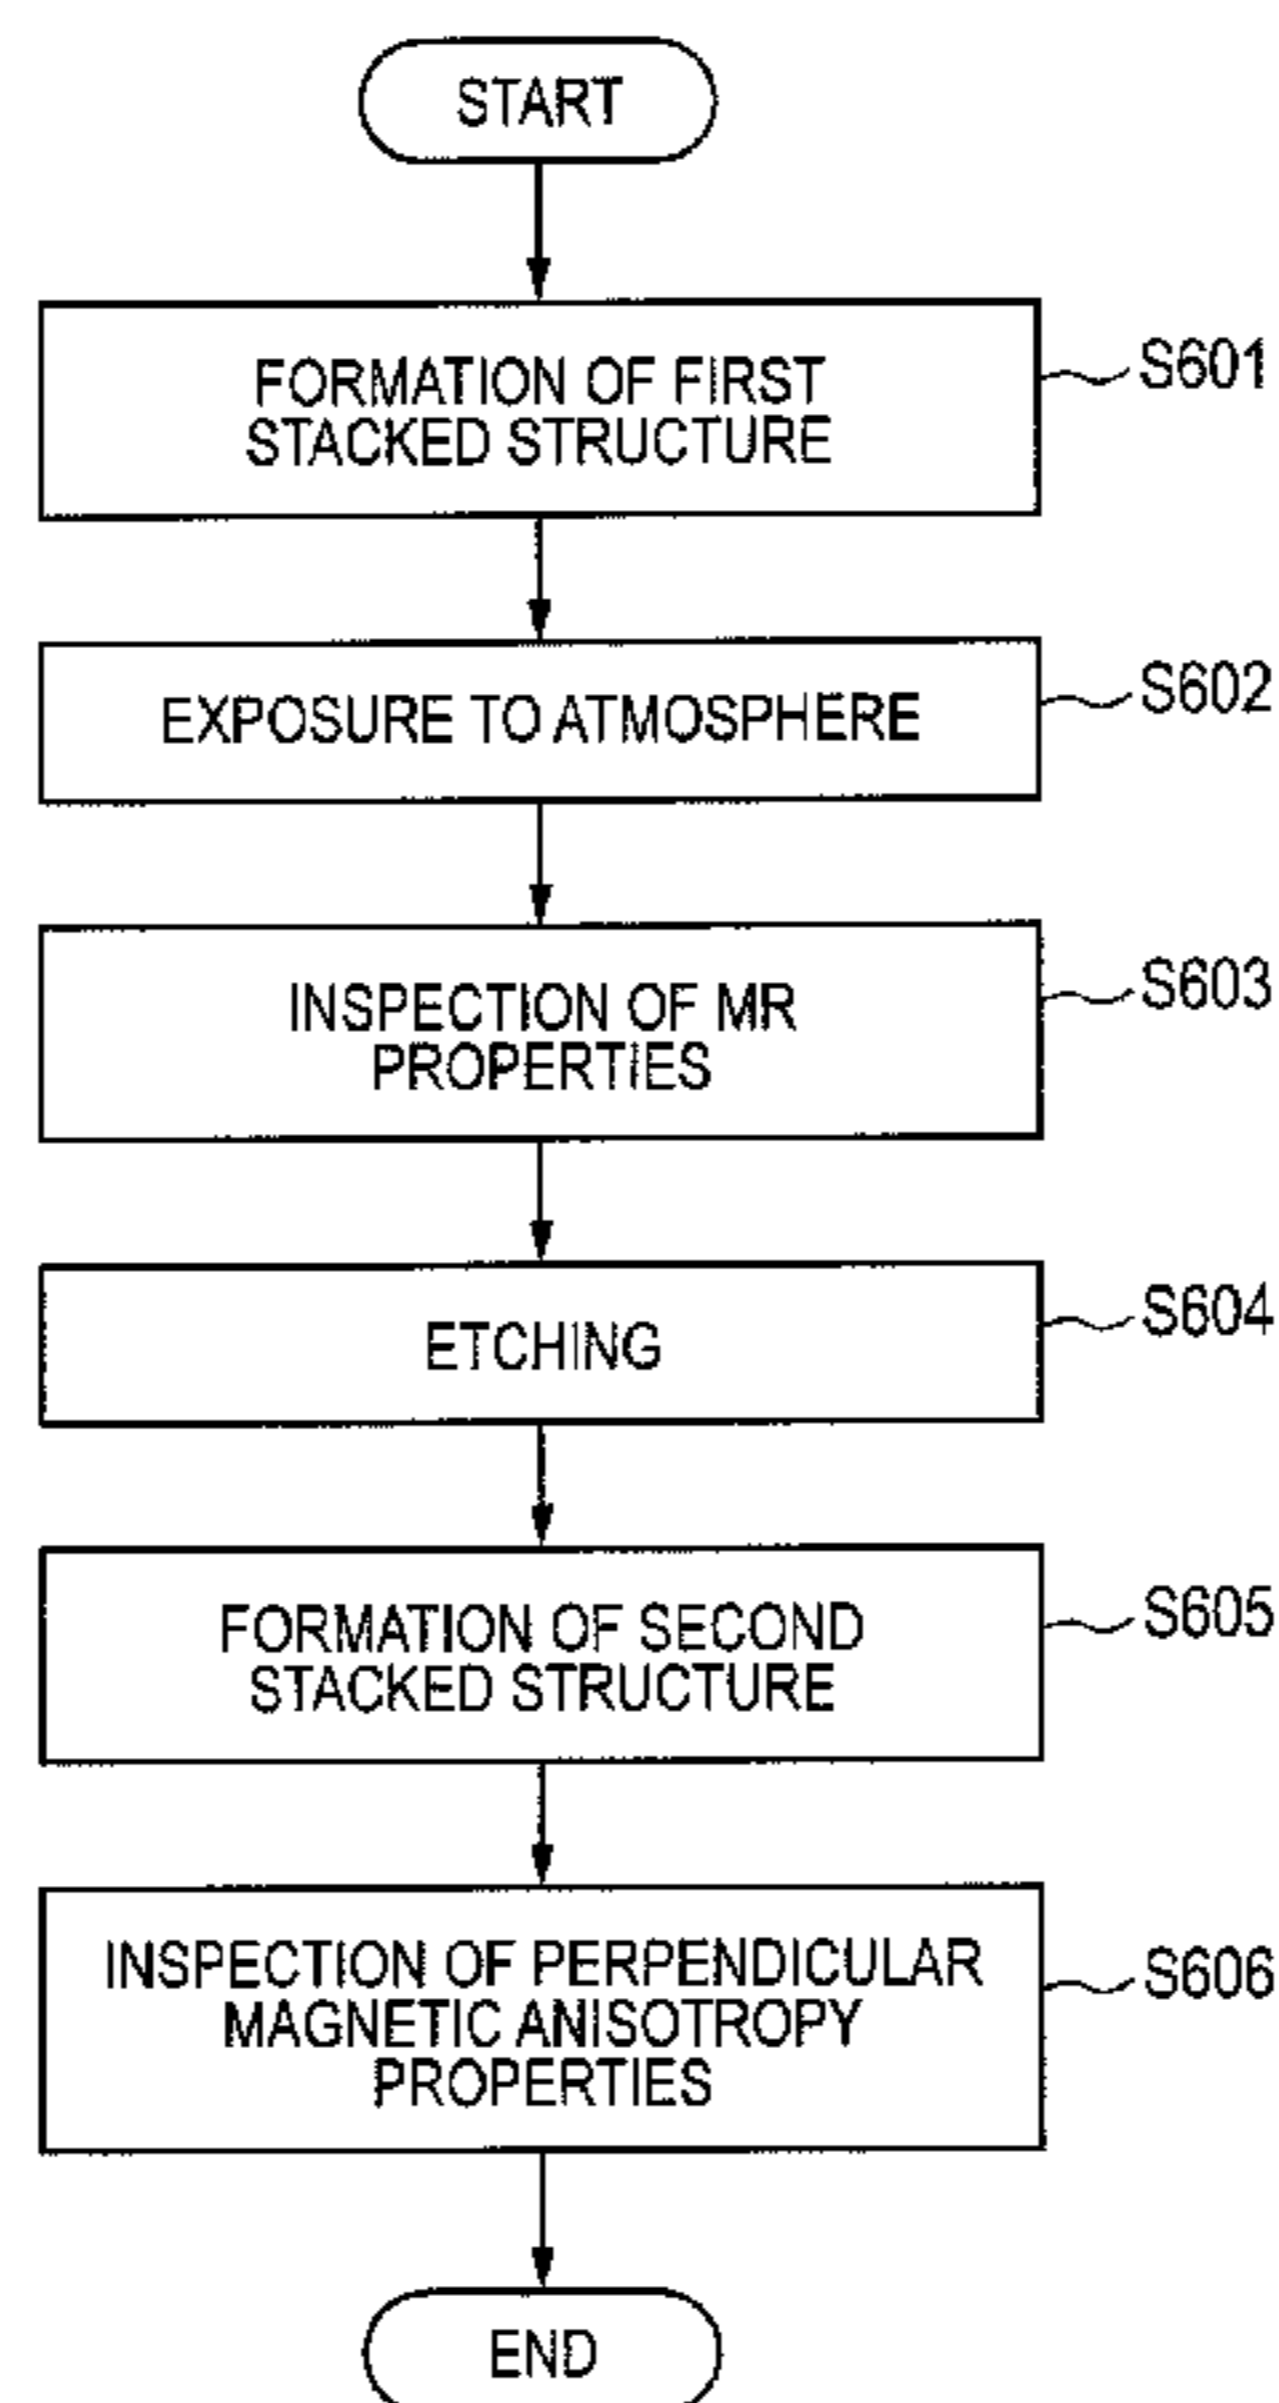 START
FORMATION OF FIRST
STACKED STRUCTURE
S601
EXPOSURE TO ATMOSPHERE
S602
INSPECTION OF MR
PROPERTIES
S603
ETCHING
S604
FORMATION OF SECOND
STACKED STRUCTURE
S605
INSPECTION OF PERPENDICULAR
MAGNETIC ANISOTROPY
PROPERTIES
S606
END